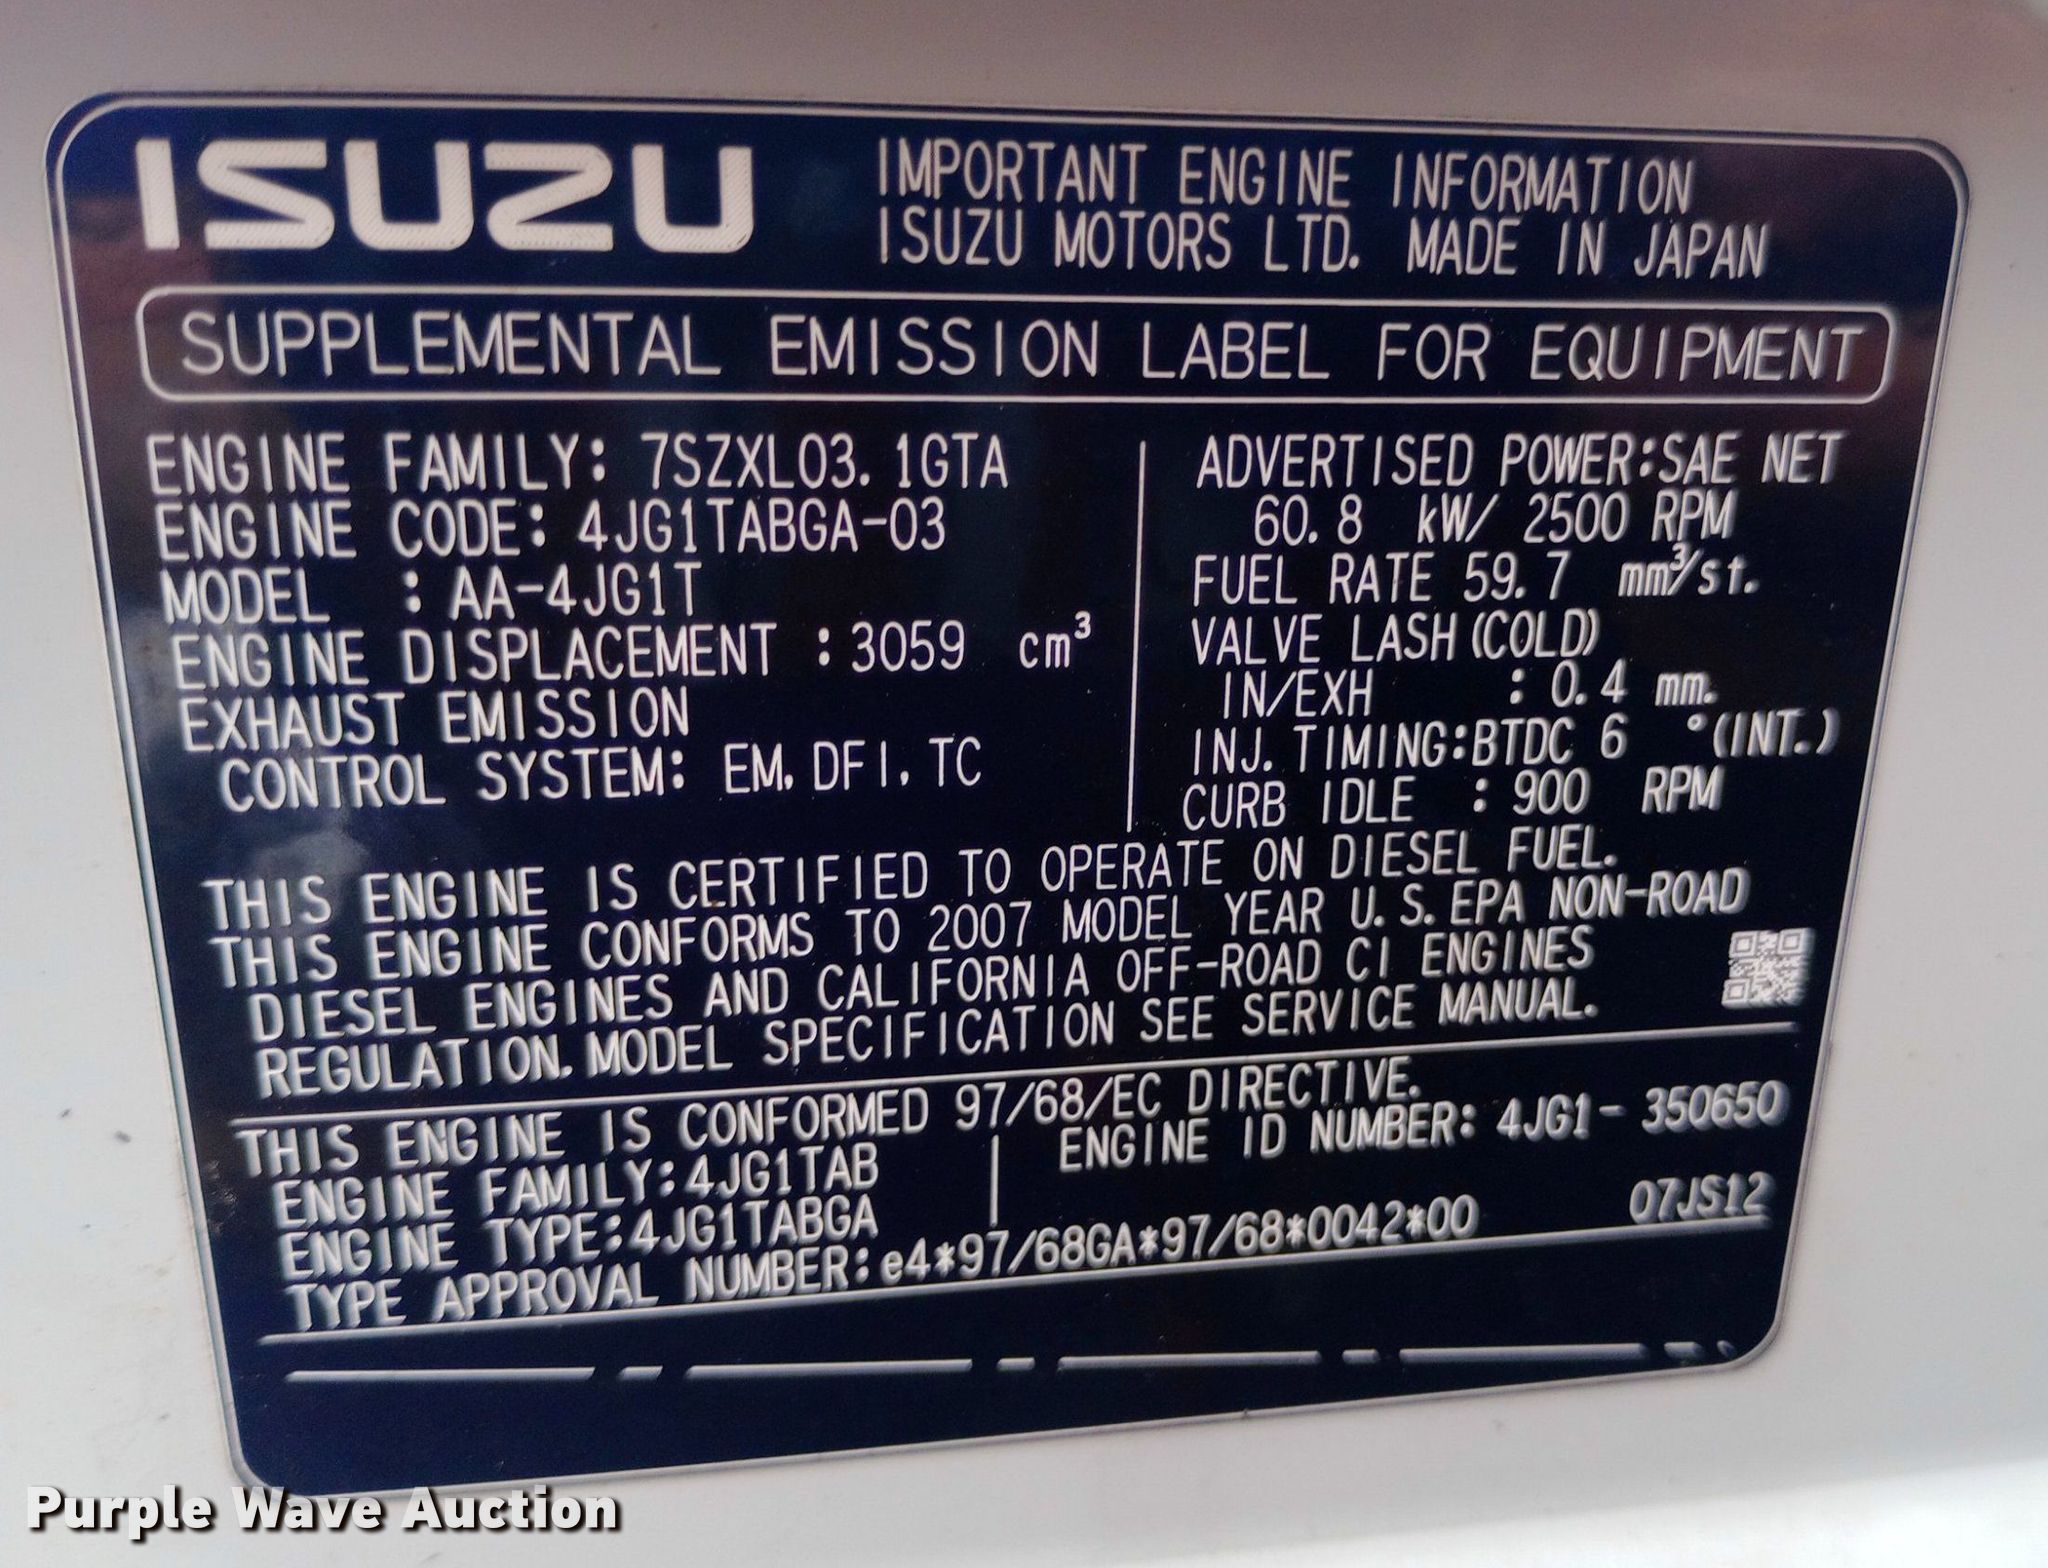 ISUZU
IMPORTANT ENGINE INFORMATION
ISUZU MOTORS LTD. MADE IN JAPAN
SUPPLEMENTAL EMISSION LABEL FOR EQUIPMENT
ENGINE FAMILY: 7SZXL03.1GTA
ENGINE CODE: 4JG1TABGA-03
MODEL : AA-4JG1T
ENGINE DISPLACEMENT : 3059 cm³
EXHAUST EMISSION
CONTROL SYSTEM: EM, DFI, TC
ADVERTISED POWER:SAE NET
60.8 kW/ 2500 RPM
FUEL RATE 59.7 mm³/st.
VALVE LASH(COLD)
IN/EXH : 0.4 mm.
INJ. TIMING:BTDC 6 °(INT.)
CURB IDLE : 900 RPM
THIS ENGINE IS CERTIFIED TO OPERATE ON DIESEL FUEL.
THIS ENGINE CONFORMS TO 2007 MODEL YEAR U.S.EPA NON-ROAD
DIESEL ENGINES AND CALIFORNIA OFF-ROAD CI ENGINES
REGULATION. MODEL SPECIFICATION SEE SERVICE MANUAL.
THIS ENGINE IS CONFORMED 97/68/EC DIRECTIVE.
ENGINE FAMILY:4JG1TAB
ENGINE ID NUMBER: 4JG1- 350650
ENGINE TYPE:4JG1TABGA
TYPE APPROVAL NUMBER:e4*97/68GA*97/68*0042*00
07JS12
Purple Wave Auction